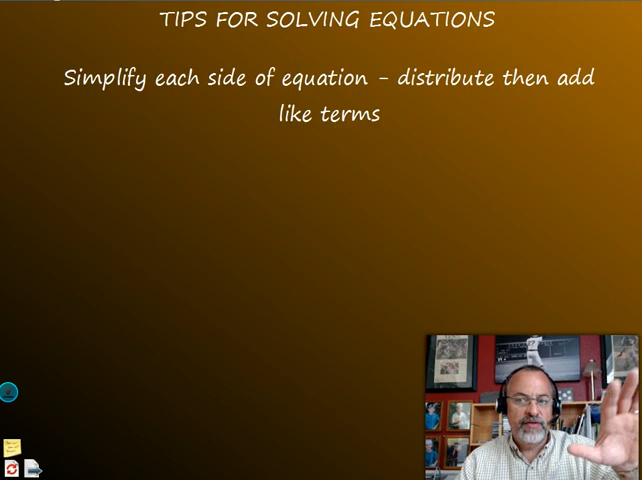 TIPS FOR SOLVING EQUATIONS
Simplify each side of equation - distribute then add
like terms